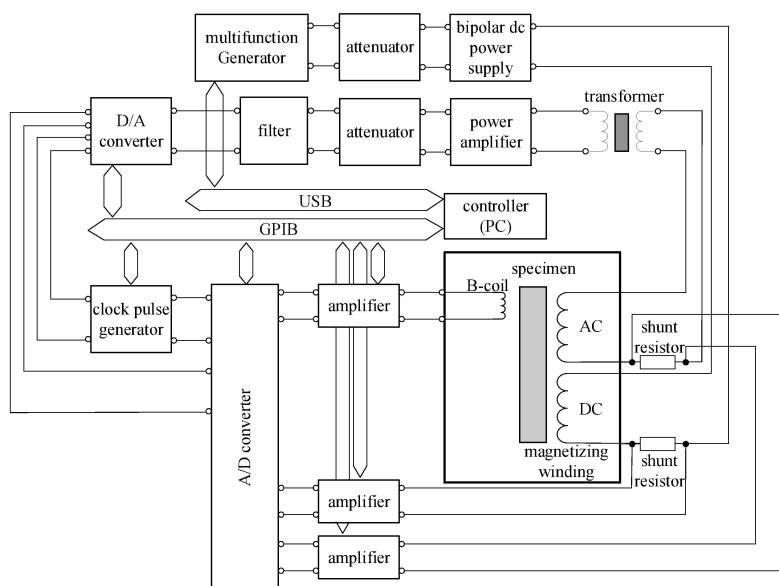 multifunction
Generator
attenuator
bipolar dc
power
supply
transformer
D/A
converter
filter
attenuator
power
amplifier
USB
controller
(PC)
GPIB
clock pulse
generator
A/D converter
amplifier
B-coil
specimen
AC
shunt
resistor
DC
magnetizing
winding
shunt
resistor
amplifier
amplifier